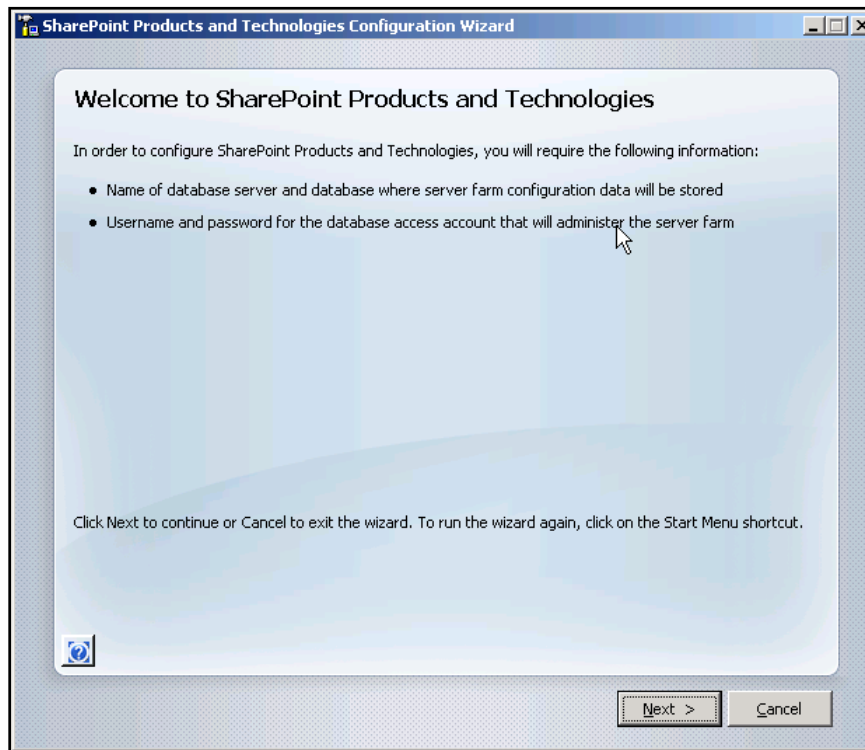 SharePoint Products and Technologies Configuration Wizard
Welcome to SharePoint Products and Technologies
In order to configure SharePoint Products and Technologies, you will require the following information:
● Name of database server and database where server farm configuration data will be stored
● Username and password for the database access account that will administer the server farm
Click Next to continue or Cancel to exit the wizard. To run the wizard again, click on the Start Menu shortcut.
Next >
Cancel